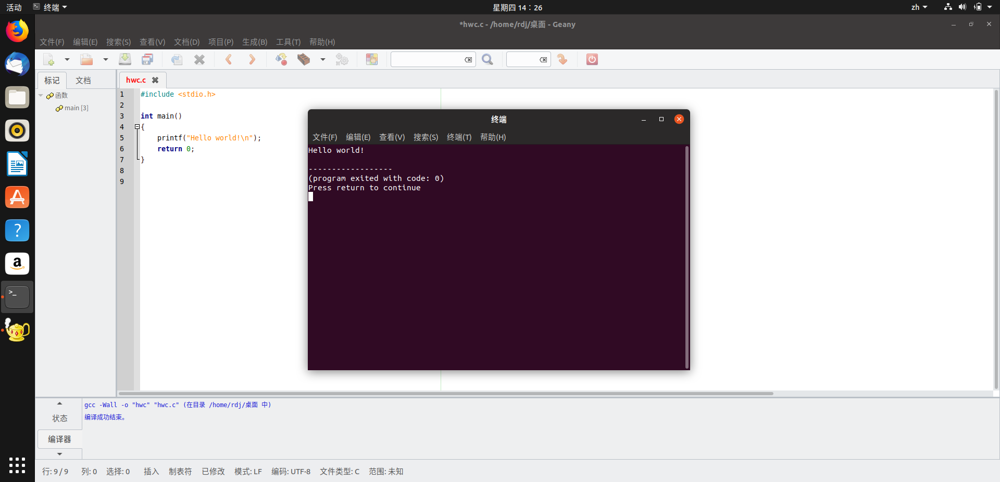 活动 终端 星期四 14：26 zh
*hwc.c - /home/rdj/桌面 - Geany
文件(F) 编辑(E) 搜索(S) 查看(V) 文档(D) 项目(P) 生成(B) 工具(T) 帮助(H)
标记 文档 hwc.c
函数
main [3]
1 #include <stdio.h>
2
3 int main()
4 {
5 printf("Hello world!\n");
6 return 0;
7 }
8
9
终端
文件(F) 编辑(E) 查看(V) 搜索(S) 终端(T) 帮助(H)
Hello world!
------------------
(program exited with code: 0)
Press return to continue
状态
编译器
gcc -Wall -o "hwc" "hwc.c" (在目录 /home/rdj/桌面 中)
编译成功结束。
行: 9 / 9 列: 0 选择: 0 插入 制表符 已修改 模式: LF 编码: UTF-8 文件类型: C 范围: 未知